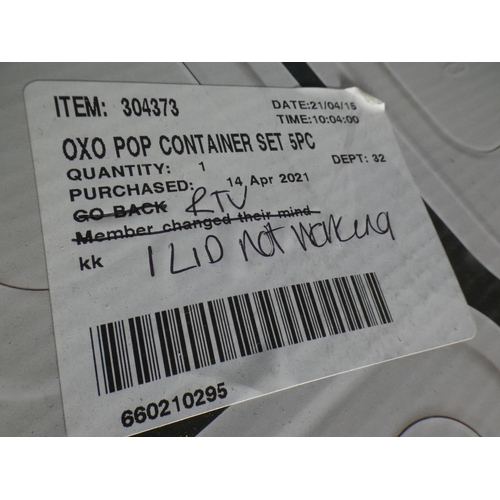 ITEM: 304373 DATE:21/04/15
TIME:10:04:00
OXO POP CONTAINER SET 5PC
QUANTITY: 1 DEPT: 32
PURCHASED: 14 Apr 2021
GO BACK RTV
Member changed their mind
kk 1 LID not working
660210295